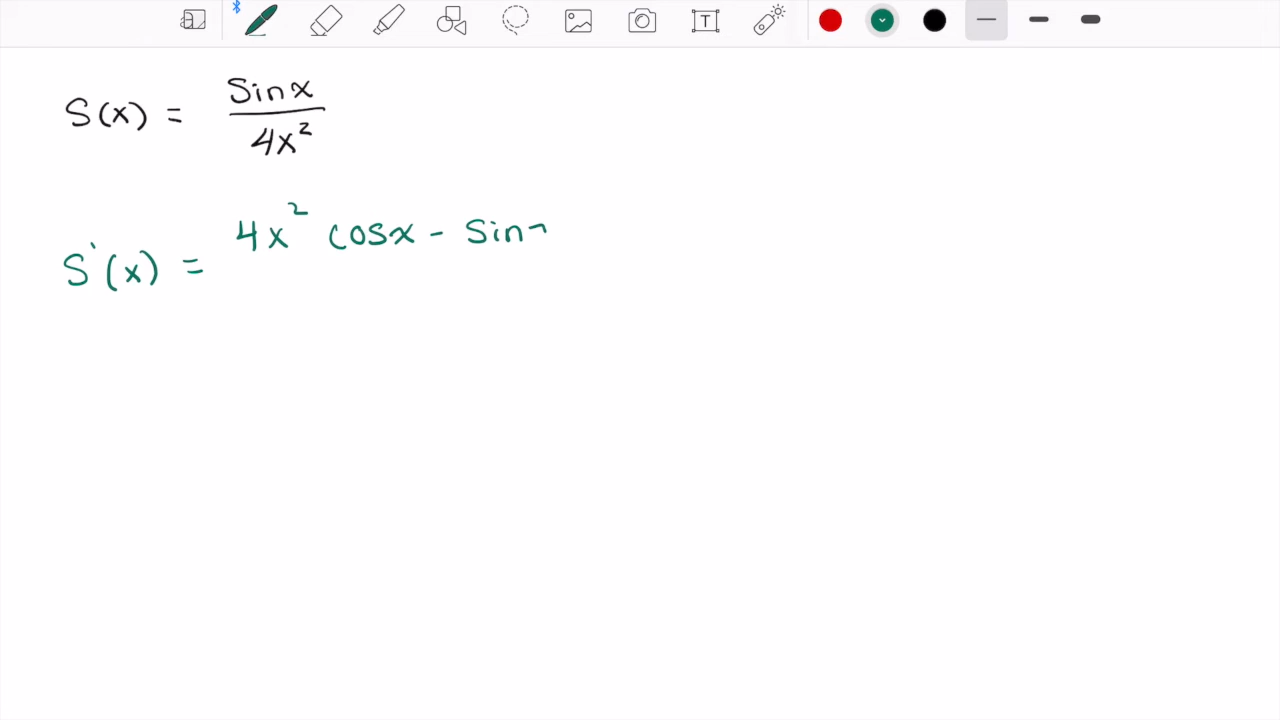 S(x) = Sinx / 4x²
S'(x) = 4x² cosx - Sin